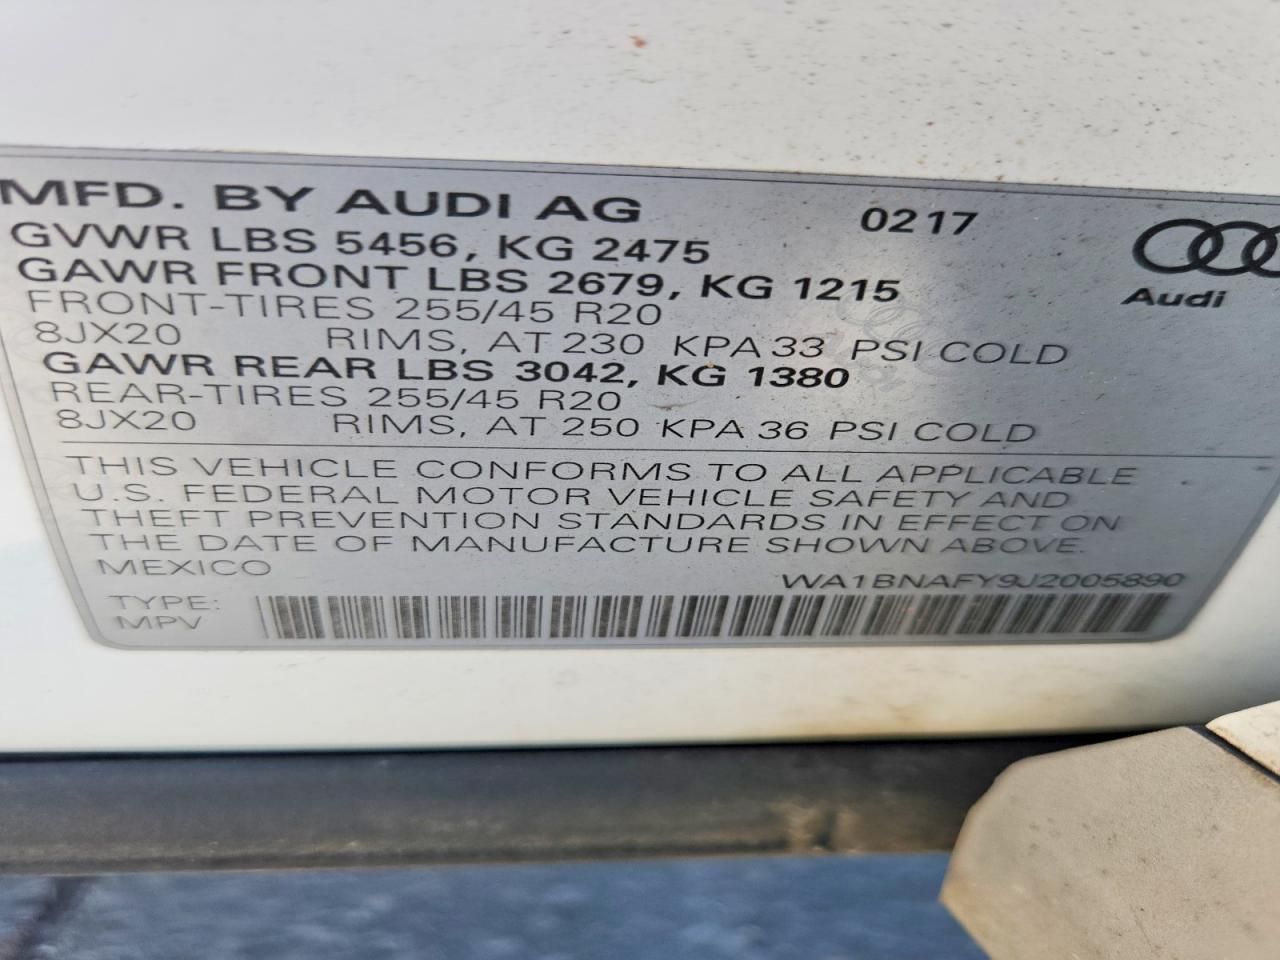 MFD. BY AUDI AG 0217
GVWR LBS 5456, KG 2475
GAWR FRONT LBS 2679, KG 1215
Audi
FRONT-TIRES 255/45 R20
8JX20 RIMS, AT 230 KPA 33 PSI COLD
GAWR REAR LBS 3042, KG 1380
REAR-TIRES 255/45 R20
8JX20 RIMS, AT 250 KPA 36 PSI COLD
THIS VEHICLE CONFORMS TO ALL APPLICABLE
U.S. FEDERAL MOTOR VEHICLE SAFETY AND
THEFT PREVENTION STANDARDS IN EFFECT ON
THE DATE OF MANUFACTURE SHOWN ABOVE.
MEXICO WA1BNAFY9J2005890
TYPE:
MPV